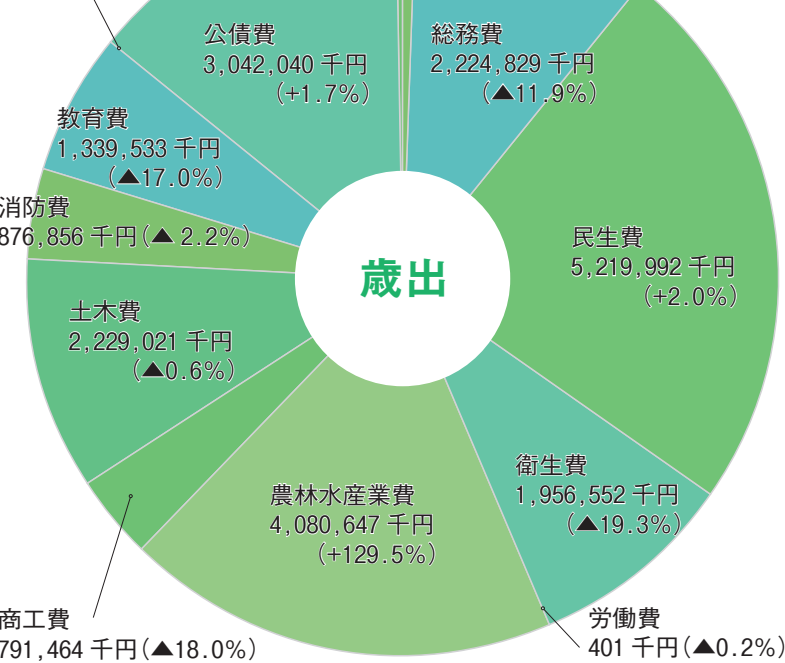 公債費
3,042,040 千円
(+1.7%)
総務費
2,224,829 千円
(▲11.9%)
教育費
1,339,533 千円
(▲17.0%)
消防費
876,856 千円(▲ 2.2%)
民生費
5,219,992 千円
(+2.0%)
歳出
土木費
2,229,021 千円
(▲0.6%)
衛生費
1,956,552 千円
(▲19.3%)
農林水産業費
4,080,647 千円
(+129.5%)
商工費
791,464 千円(▲18.0%)
労働費
401 千円(▲0.2%)